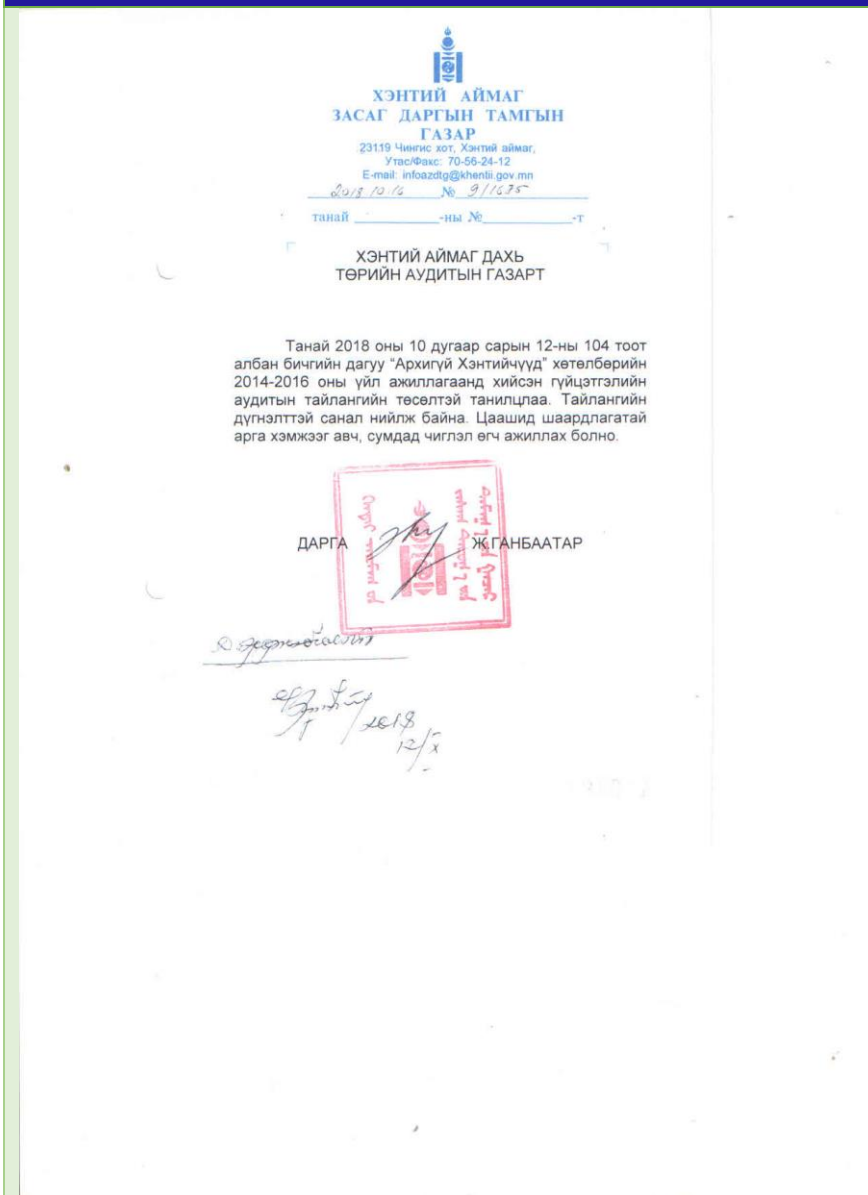 ХЭНТИЙ АЙМАГ
ЗАСАГ ДАРГЫН ТАМГЫН
ГАЗАР
23119 Чингис хот, Хэнтий аймаг,
Утас/Факс: 70-56-24-12
E-mail: infoazdtg@khentii.gov.mn
2018.10.16 № 9/1635
танай ____________-ны №____________-т
ХЭНТИЙ АЙМАГ ДАХЬ
ТӨРИЙН АУДИТЫН ГАЗАРТ
Танай 2018 оны 10 дугаар сарын 12-ны 104 тоот
албан бичгийн дагуу “Архигүй Хэнтийчүүд” хөтөлбөрийн
2014-2016 оны үйл ажиллагаанд хийсэн гүйцэтгэлийн
аудитын тайлангийн төсөлтэй танилцлаа. Тайлангийн
дүгнэлттэй санал нийлж байна. Цаашид шаардлагатай
арга хэмжээг авч, сумдад чиглэл өгч ажиллах болно.
ДАРГА Ж.ГАНБААТАР
2018
17/X